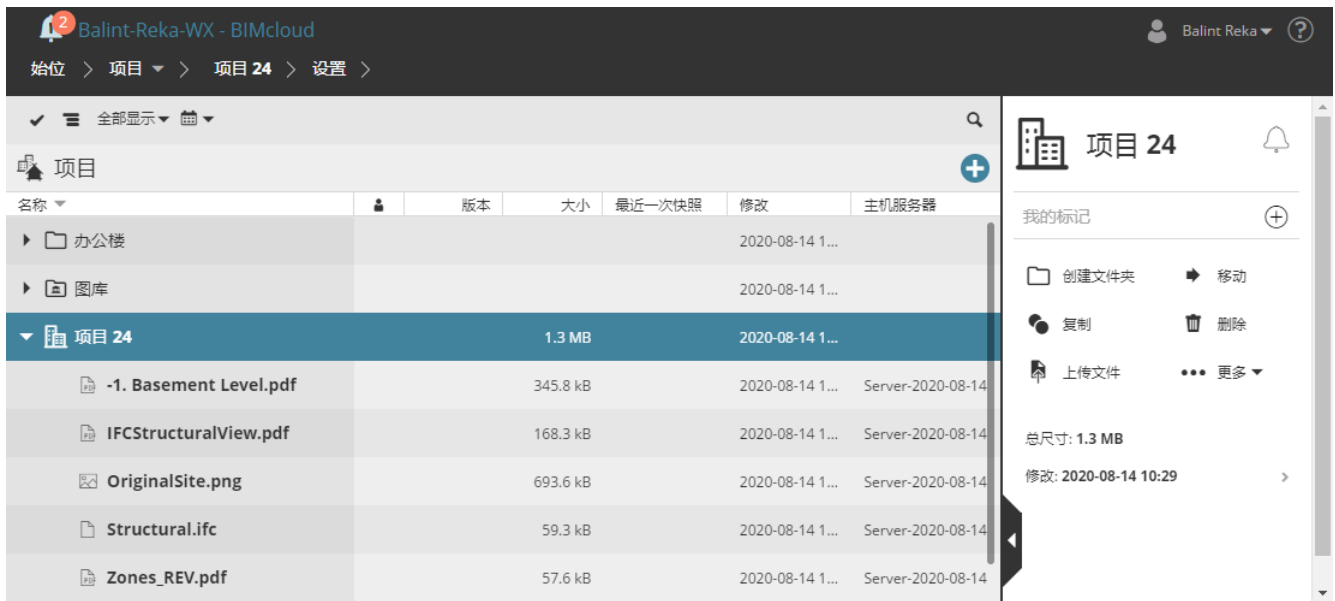 2
Balint-Reka-WX - BIMcloud
Balint Reka
?
始位 项目 项目 24 设置
全部显示
项目
名称 版本 大小 最近一次快照 修改 主机服务器
办公楼 2020-08-14 1...
图库 2020-08-14 1...
项目 24 1.3 MB 2020-08-14 1...
-1. Basement Level.pdf 345.8 kB 2020-08-14 1... Server-2020-08-14
IFCStructuralView.pdf 168.3 kB 2020-08-14 1... Server-2020-08-14
OriginalSite.png 693.6 kB 2020-08-14 1... Server-2020-08-14
Structural.ifc 59.3 kB 2020-08-14 1... Server-2020-08-14
Zones_REV.pdf 57.6 kB 2020-08-14 1... Server-2020-08-14
项目 24
我的标记
创建文件夹 移动
复制 删除
上传文件 更多
总尺寸: 1.3 MB
修改: 2020-08-14 10:29